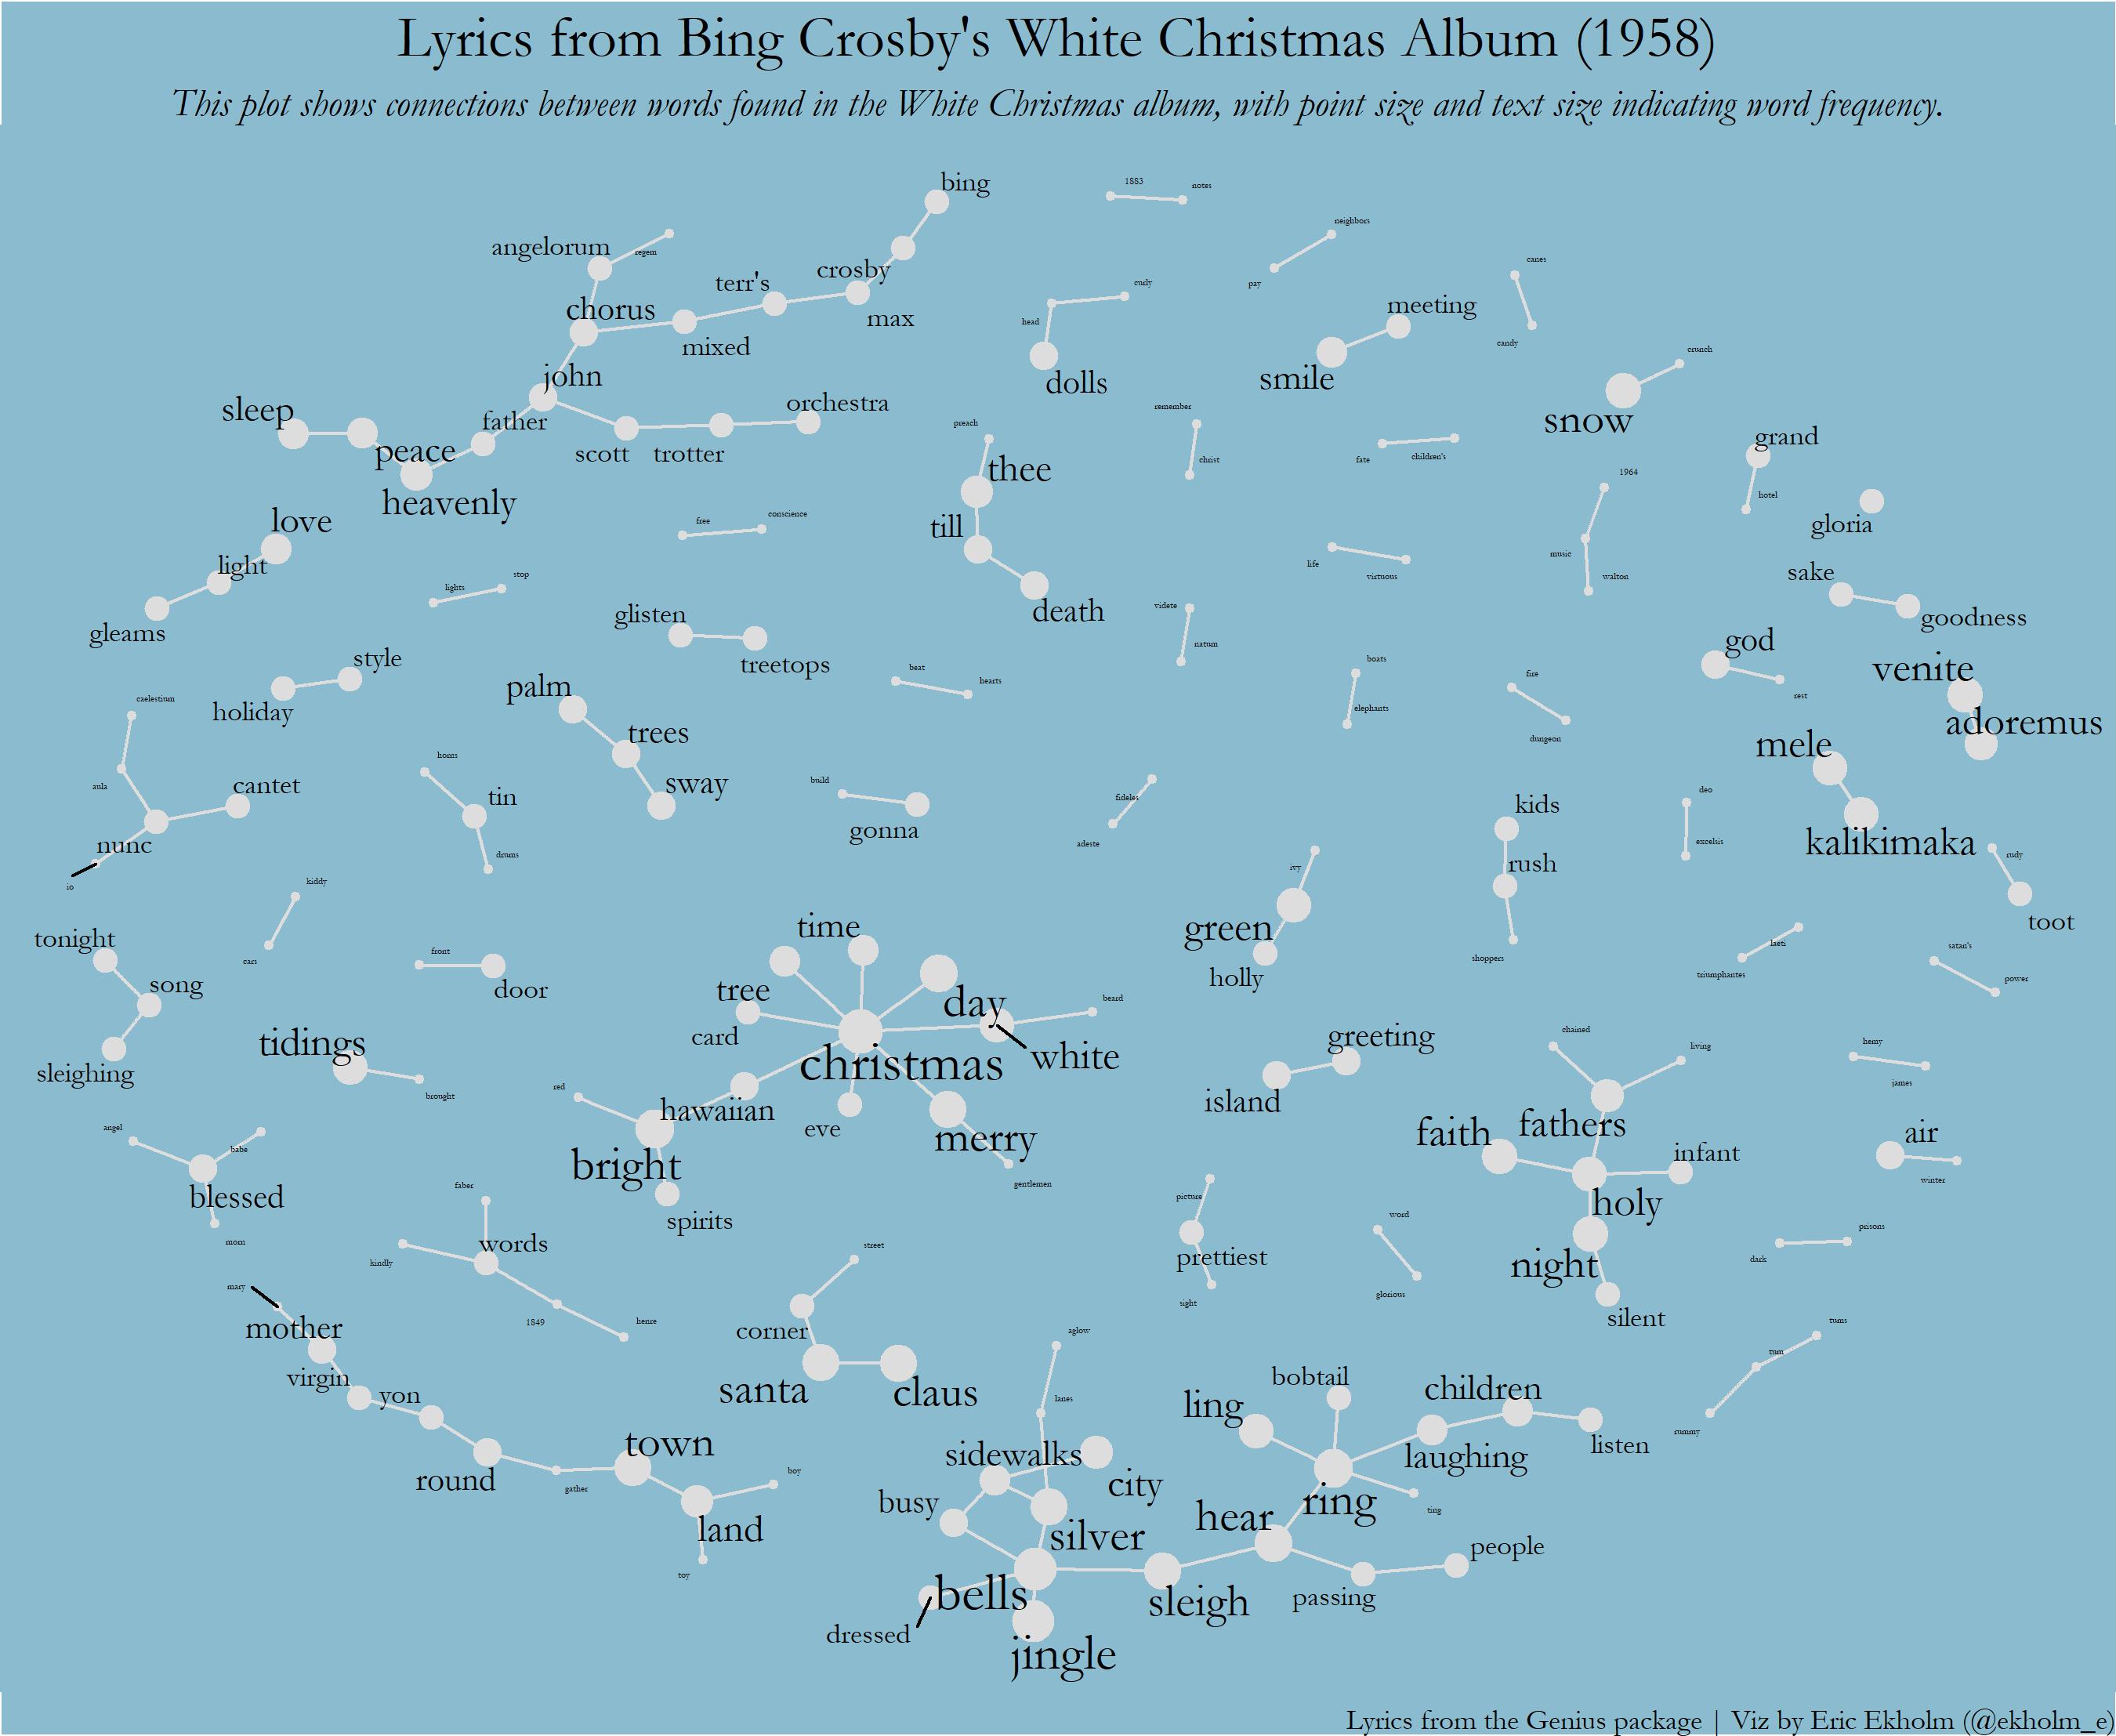 Lyrics from Bing Crosby's White Christmas Album (1958)
This plot shows connections between words found in the White Christmas album, with point size and text size indicating word frequency.
bing
1883
notes
neighbors
angelorum
regem
crosby
terr's
canes
curly
pay
meeting
chorus
max
head
mixed
candy
crunch
john
smile
dolls
sleep
orchestra
remember
snow
father
preach
grand
peace
scott
trotter
thee
christ
fate
children's
1964
heavenly
hotel
love
free
conscience
till
gloria
light
music
life
virtuous
walton
sake
lights
stop
gleams
glisten
death
videte
goodness
treetops
natum
god
style
beat
hearts
boats
fire
rest
venite
palm
caelestium
holiday
elephants
adoremus
trees
dungeon
mele
horns
aula
cantet
sway
build
tin
fideles
kids
deo
gonna
adeste
nunc
excelsis
kalikimaka
drums
rush
rudy
io
kiddy
ivy
toot
time
green
tonight
front
cars
laeti
satan's
shoppers
holly
triumphantes
power
song
door
tree
day
beard
card
tidings
christmas
white
greeting
chained
living
henry
sleighing
james
brought
red
island
hawaiian
angel
eve
merry
faith
fathers
air
babe
bright
infant
winter
faber
gentlemen
blessed
picture
holy
spirits
word
mom
words
street
prisons
kindly
prettiest
night
dark
mary
sight
glorious
mother
1849
henre
corner
aglow
silent
turns
tum
virgin
bobtail
yon
santa
claus
lanes
ling
children
rummy
town
sidewalks
laughing
listen
round
boy
gather
city
busy
ring
ting
hear
land
silver
people
toy
bells
sleigh
passing
dressed
jingle
Lyrics from the Genius package | Viz by Eric Ekholm (@ekholm_e)